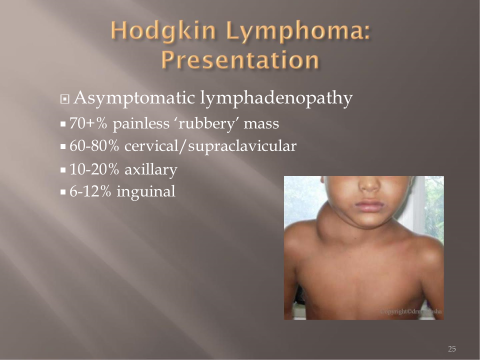 Hodgkin Lymphoma:
Presentation
Asymptomatic lymphadenopathy
70+% painless ‘rubbery’ mass
60-80% cervical/supraclavicular
10-20% axillary
6-12% inguinal
25